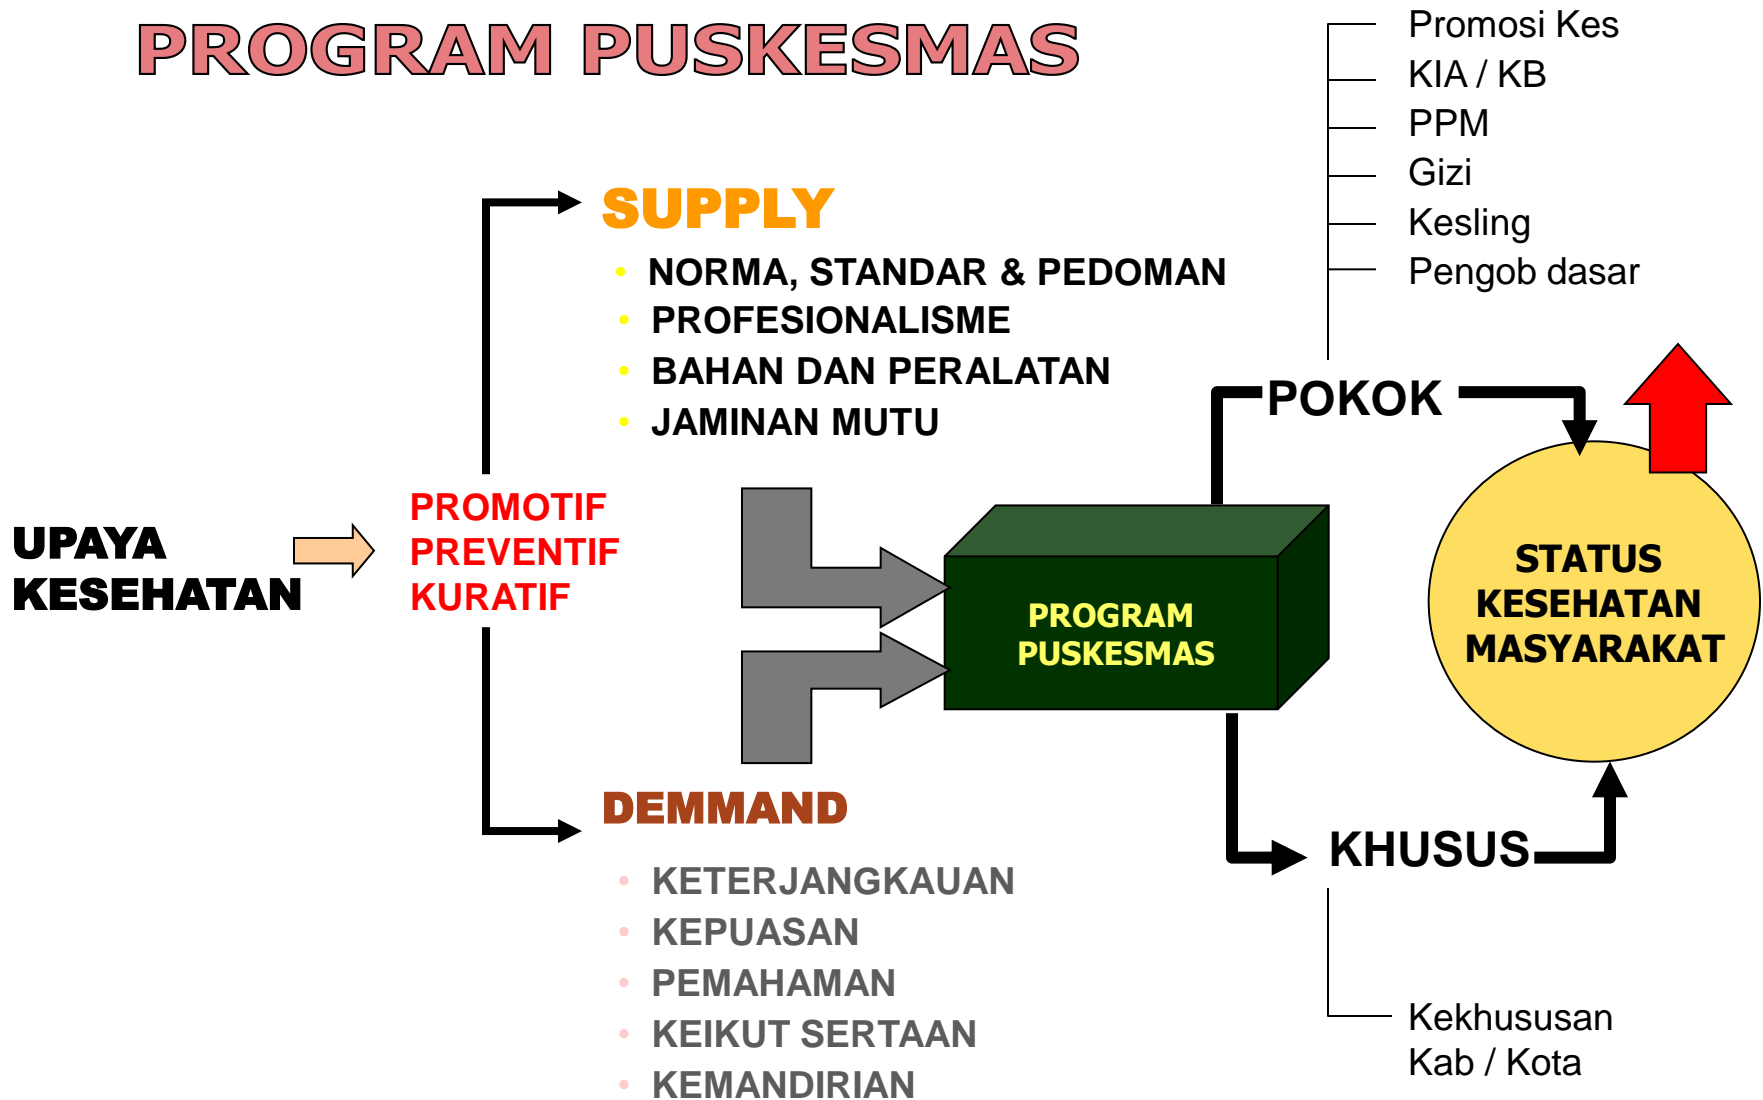 PROGRAM PUSKESMAS
Promosi Kes
KIA / KB
PPM
Gizi
Kesling
Pengob dasar
SUPPLY
• NORMA, STANDAR & PEDOMAN
• PROFESIONALISME
• BAHAN DAN PERALATAN
• JAMINAN MUTU
POKOK
UPAYA
KESEHATAN
PROMOTIF
PREVENTIF
KURATIF
PROGRAM
PUSKESMAS
STATUS
KESEHATAN
MASYARAKAT
DEMMAND
• KETERJANGKAUAN
• KEPUASAN
• PEMAHAMAN
• KEIKUT SERTAAN
• KEMANDIRIAN
KHUSUS
Kekhususan
Kab / Kota